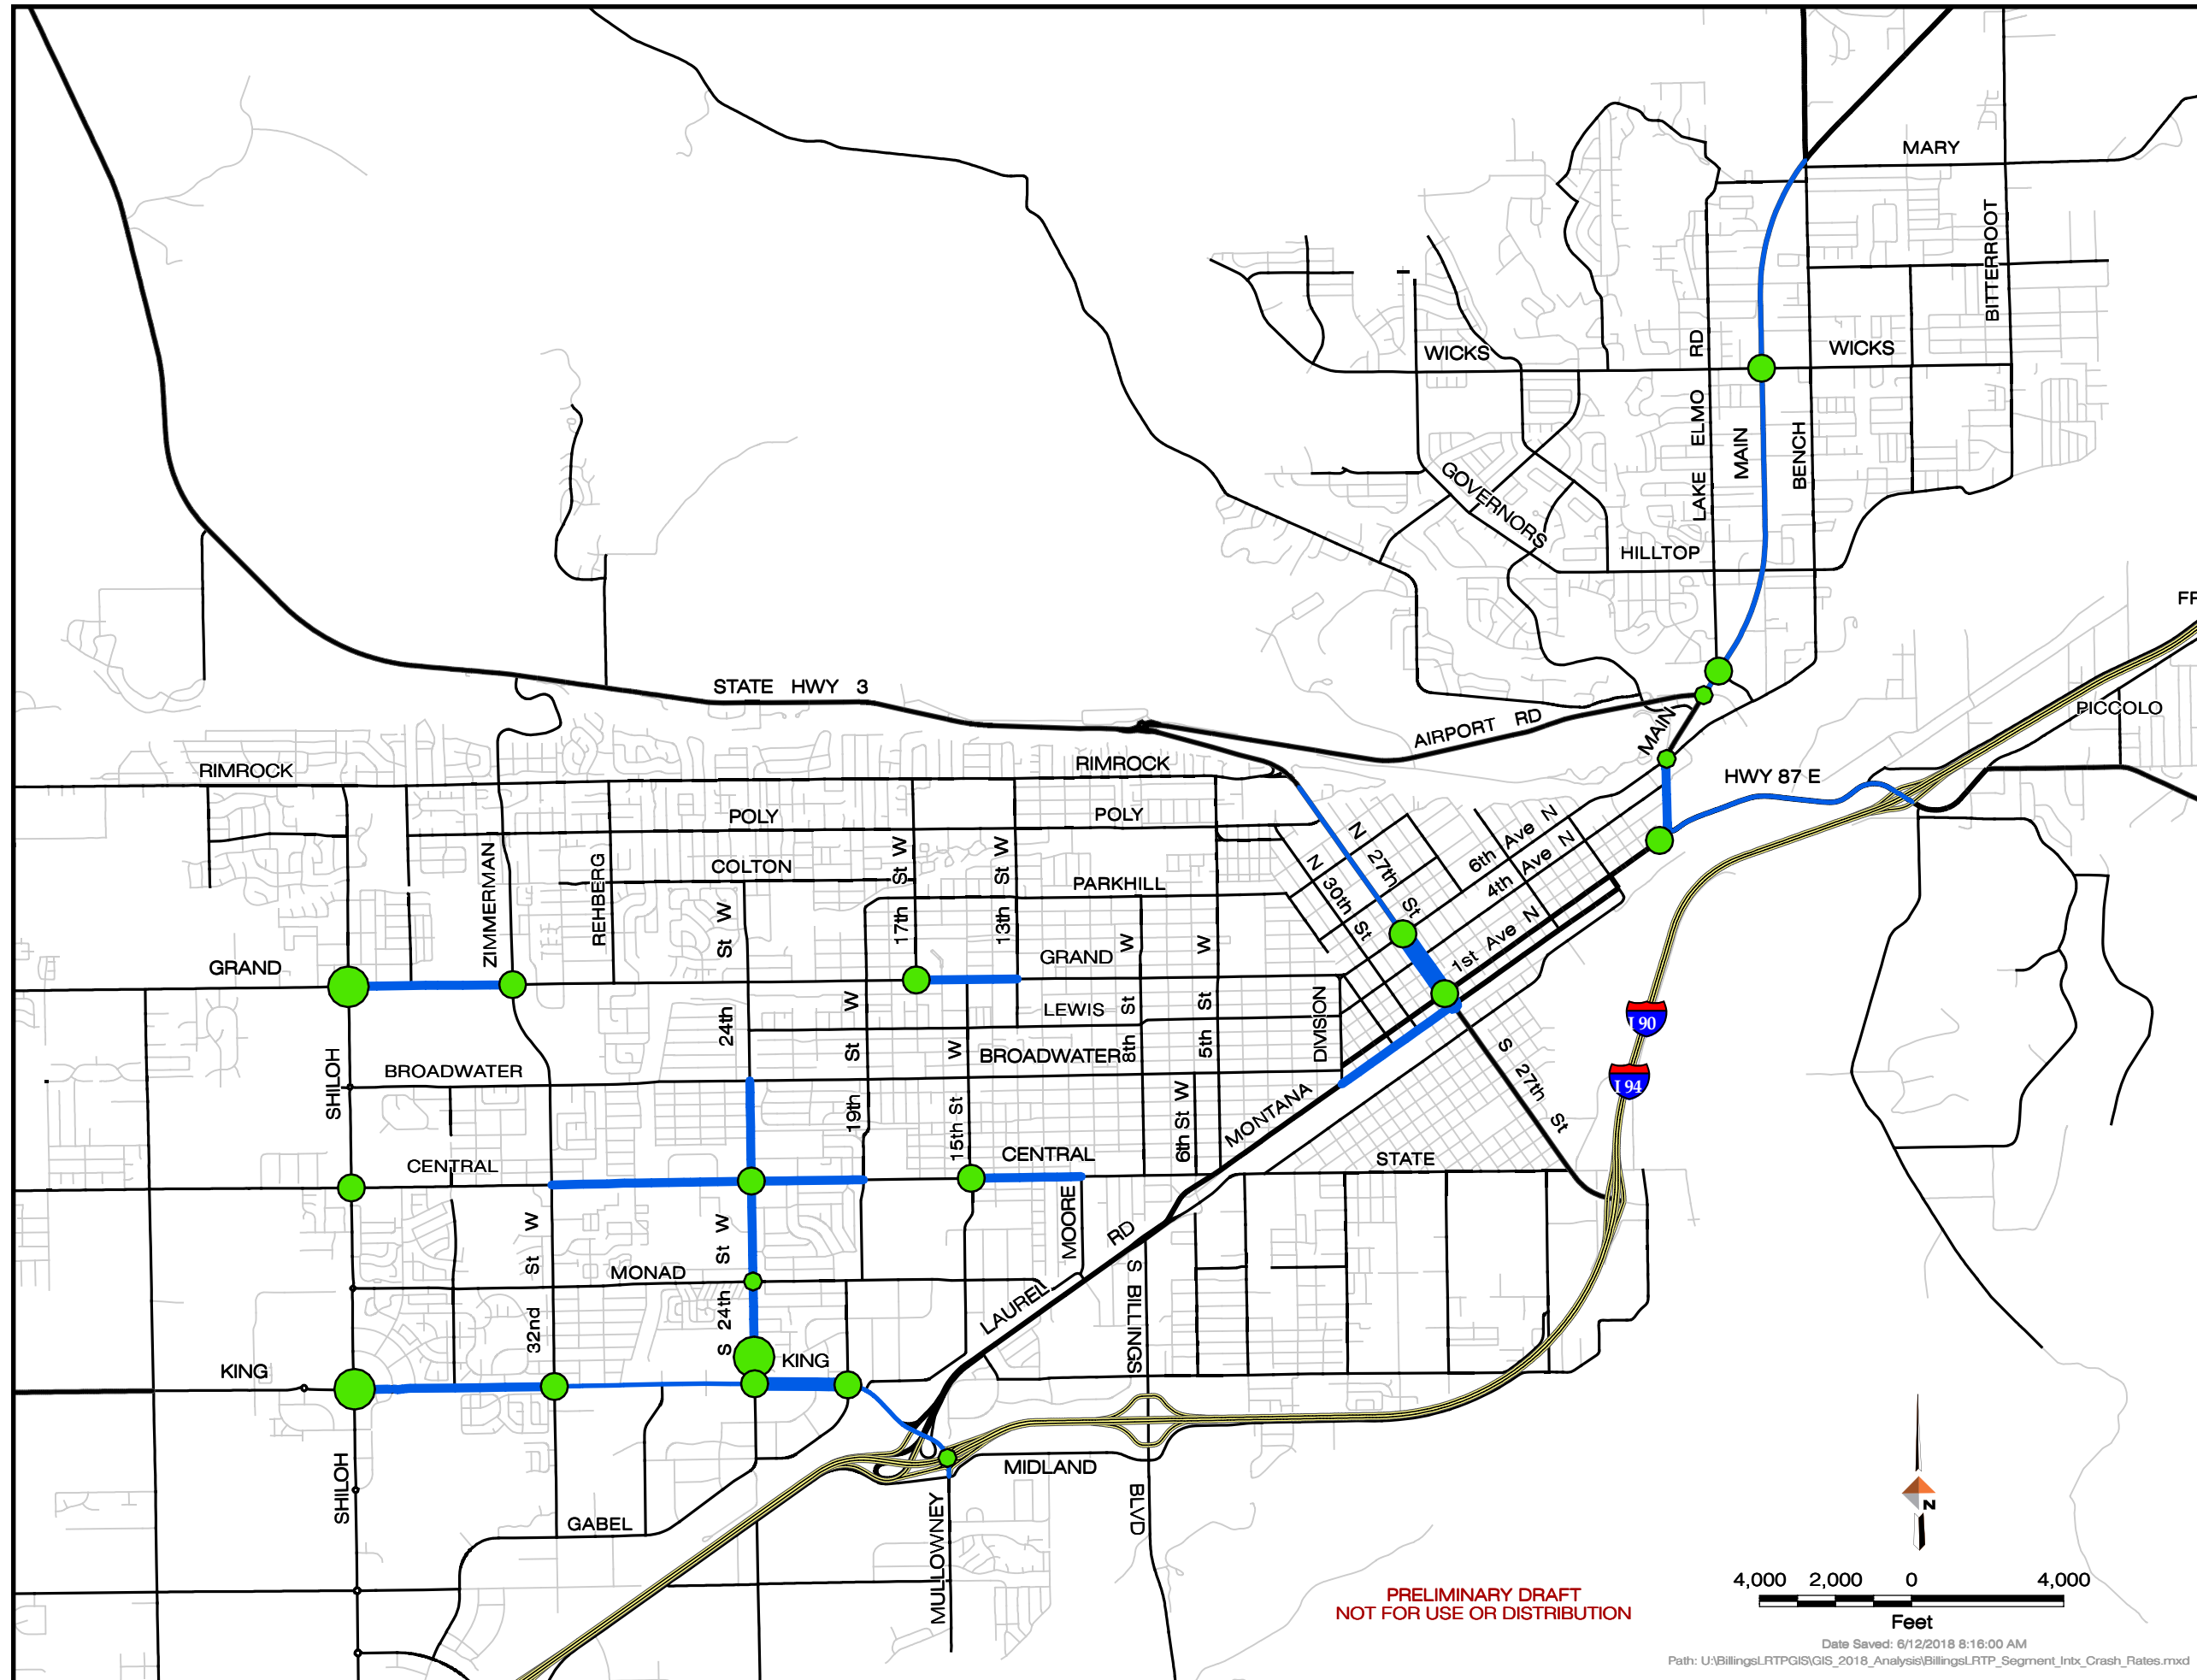 MARY
BITTERROOT
WICKS
WICKS
LAKE ELMO RD
MAIN
BENCH
GOVERNORS
HILLTOP
FF
STATE HWY 3
AIRPORT RD
MAIN
PICCOLO
RIMROCK
RIMROCK
HWY 87 E
POLY
POLY
COLTON
PARKHILL
ZIMMERMAN
REHBERG
24th St W
17th St W
13th St W
N 27th St
N 30th St
6th Ave N
4th Ave N
1st Ave N
GRAND
GRAND
LEWIS
8th St W
5th St W
DIVISION
I 90
I 94
SHILOH
BROADWATER
BROADWATER
19th St W
15th St W
6th St W
MONTANA
S 27th St
CENTRAL
CENTRAL
STATE
MOORE
32nd St W
S 24th St W
MONAD
LAUREL RD
S BILLINGS BLVD
KING
KING
SHILOH
MIDLAND
GABEL
MULLOWNEY
N
PRELIMINARY DRAFT
NOT FOR USE OR DISTRIBUTION
4,000 2,000 0 4,000
Feet
Date Saved: 6/12/2018 8:16:00 AM
Path: U:\BillingsLRTPGIS\GIS_2018_Analysis\BillingsLRTP_Segment_Intx_Crash_Rates.mxd